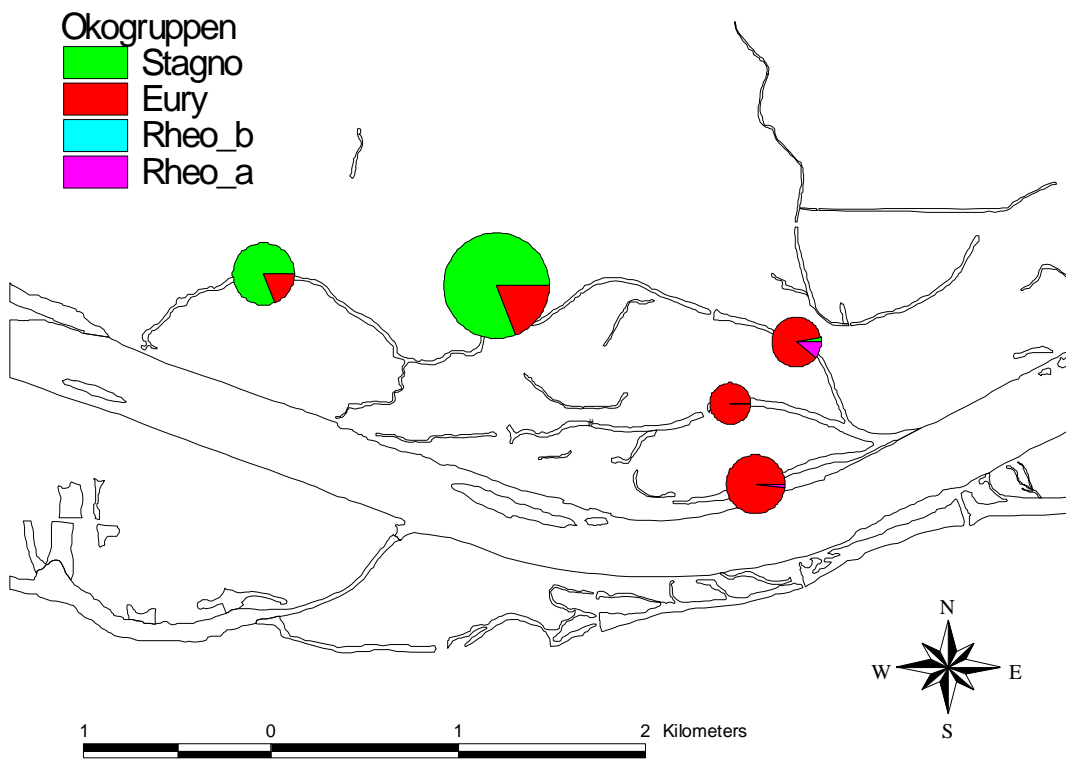 Okogruppen
Stagno
Eury
Rheo_b
Rheo_a
N
W E
S
1 0 1 2 Kilometers